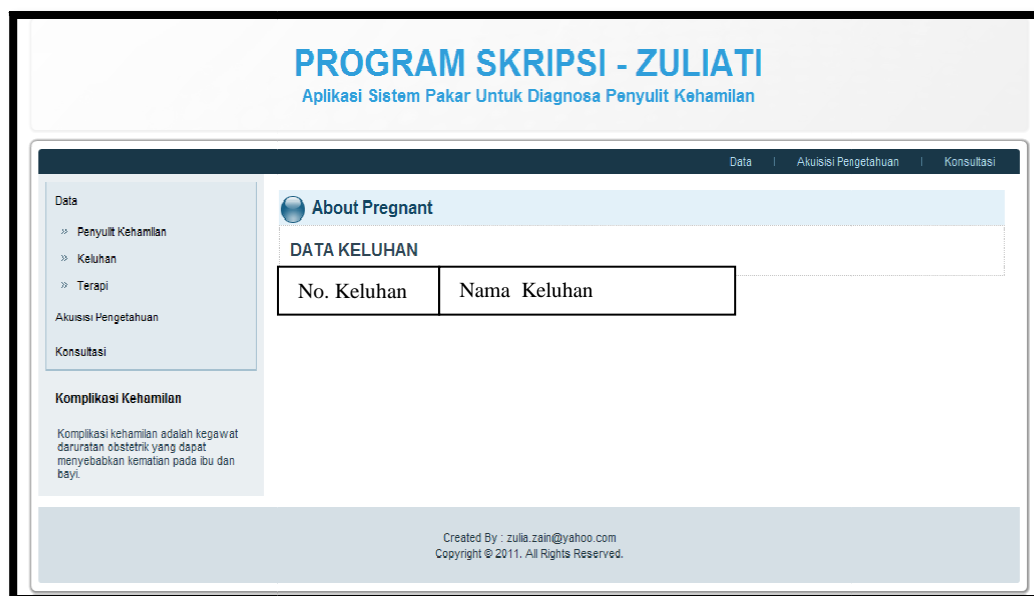 PROGRAM SKRIPSI - ZULIATI
Aplikasi Sistem Pakar Untuk Diagnosa Penyulit Kehamilan
Data | Akuisisi Pengetahuan | Konsultasi
Data
» Penyulit Kehamilan
» Keluhan
» Terapi
Akuisisi Pengetahuan
Konsultasi
Komplikasi Kehamilan
Komplikasi kehamilan adalah kegawat
daruratan obstetrik yang dapat
menyebabkan kematian pada ibu dan
bayi.
About Pregnant
DATA KELUHAN
No. Keluhan Nama Keluhan
Created By : zulia.zain@yahoo.com
Copyright © 2011. All Rights Reserved.